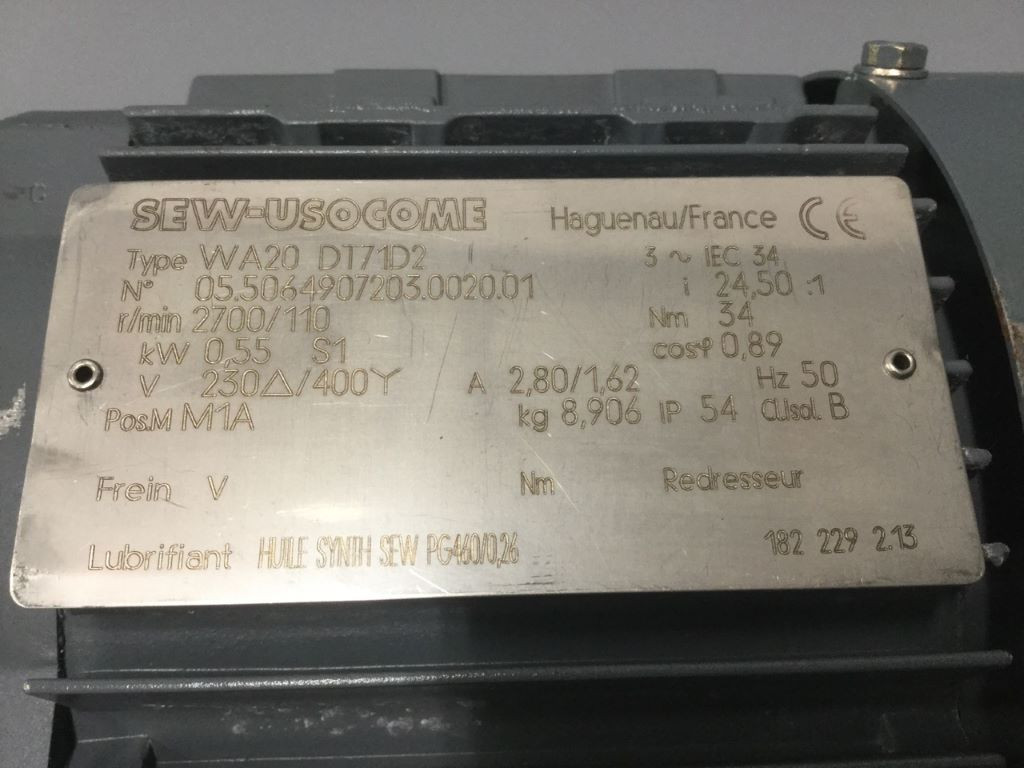 SEW-USOCOME Haguenau/France CE
Type WA20 DT71D2 3 ~ IEC 34
N° 05.5064907203.0020.01 i 24,50 :1
r/min 2700/110 Nm 34
kW 0,55 S1 cosφ 0,89
V 230△/400Y A 2,80/1,62 Hz 50
Pos.M M1A kg 8,906 IP 54 Cl.Isol. B
Frein V Nm Redresseur
Lubrifiant HUILE SYNTH SEW PG460/0,26 182 229 2.13